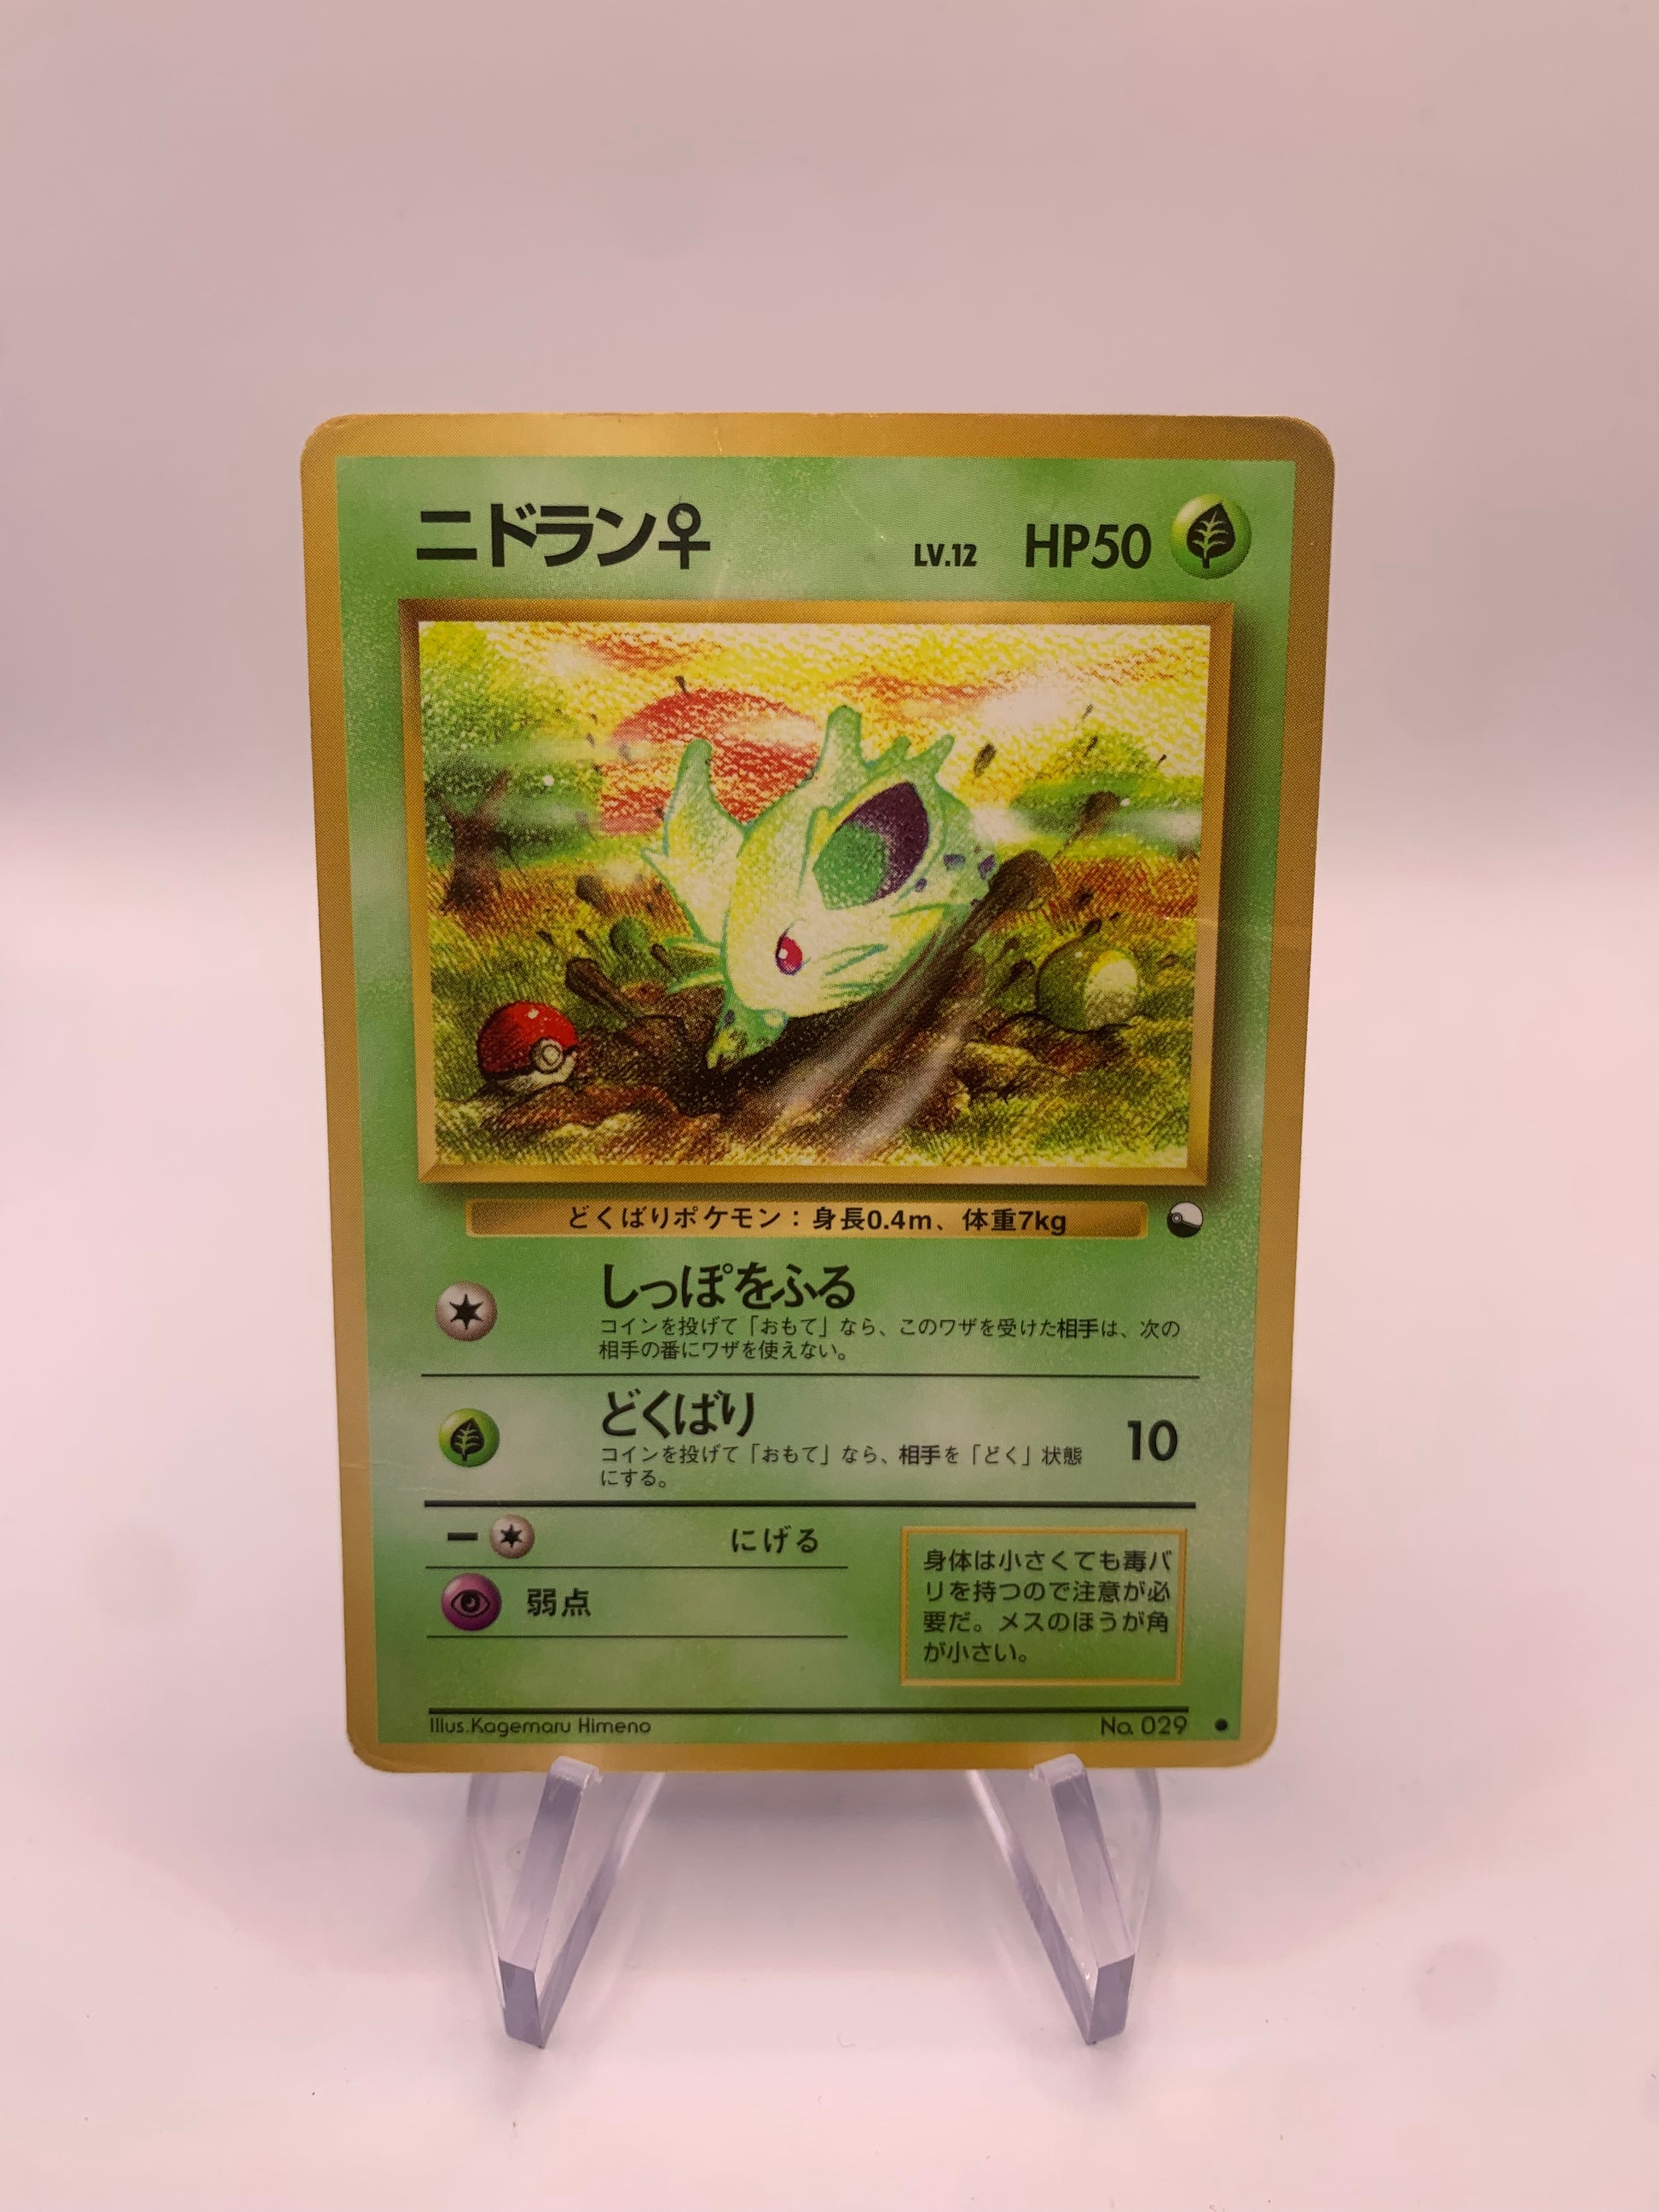 ニドラン♀ LV.12 HP50
どくばりポケモン：身長0.4m、体重7kg
しっぽをふる
コインを投げて「おもて」なら、このワザを受けた相手は、次の
相手の番にワザを使えない。
どくばり 10
コインを投げて「おもて」なら、相手を「どく」状態
にする。
ー にげる
弱点
身体は小さくても毒バ
リを持つので注意が必
要だ。メスのほうが角
が小さい。
Illus.Kagemaru Himeno No. 029 ●